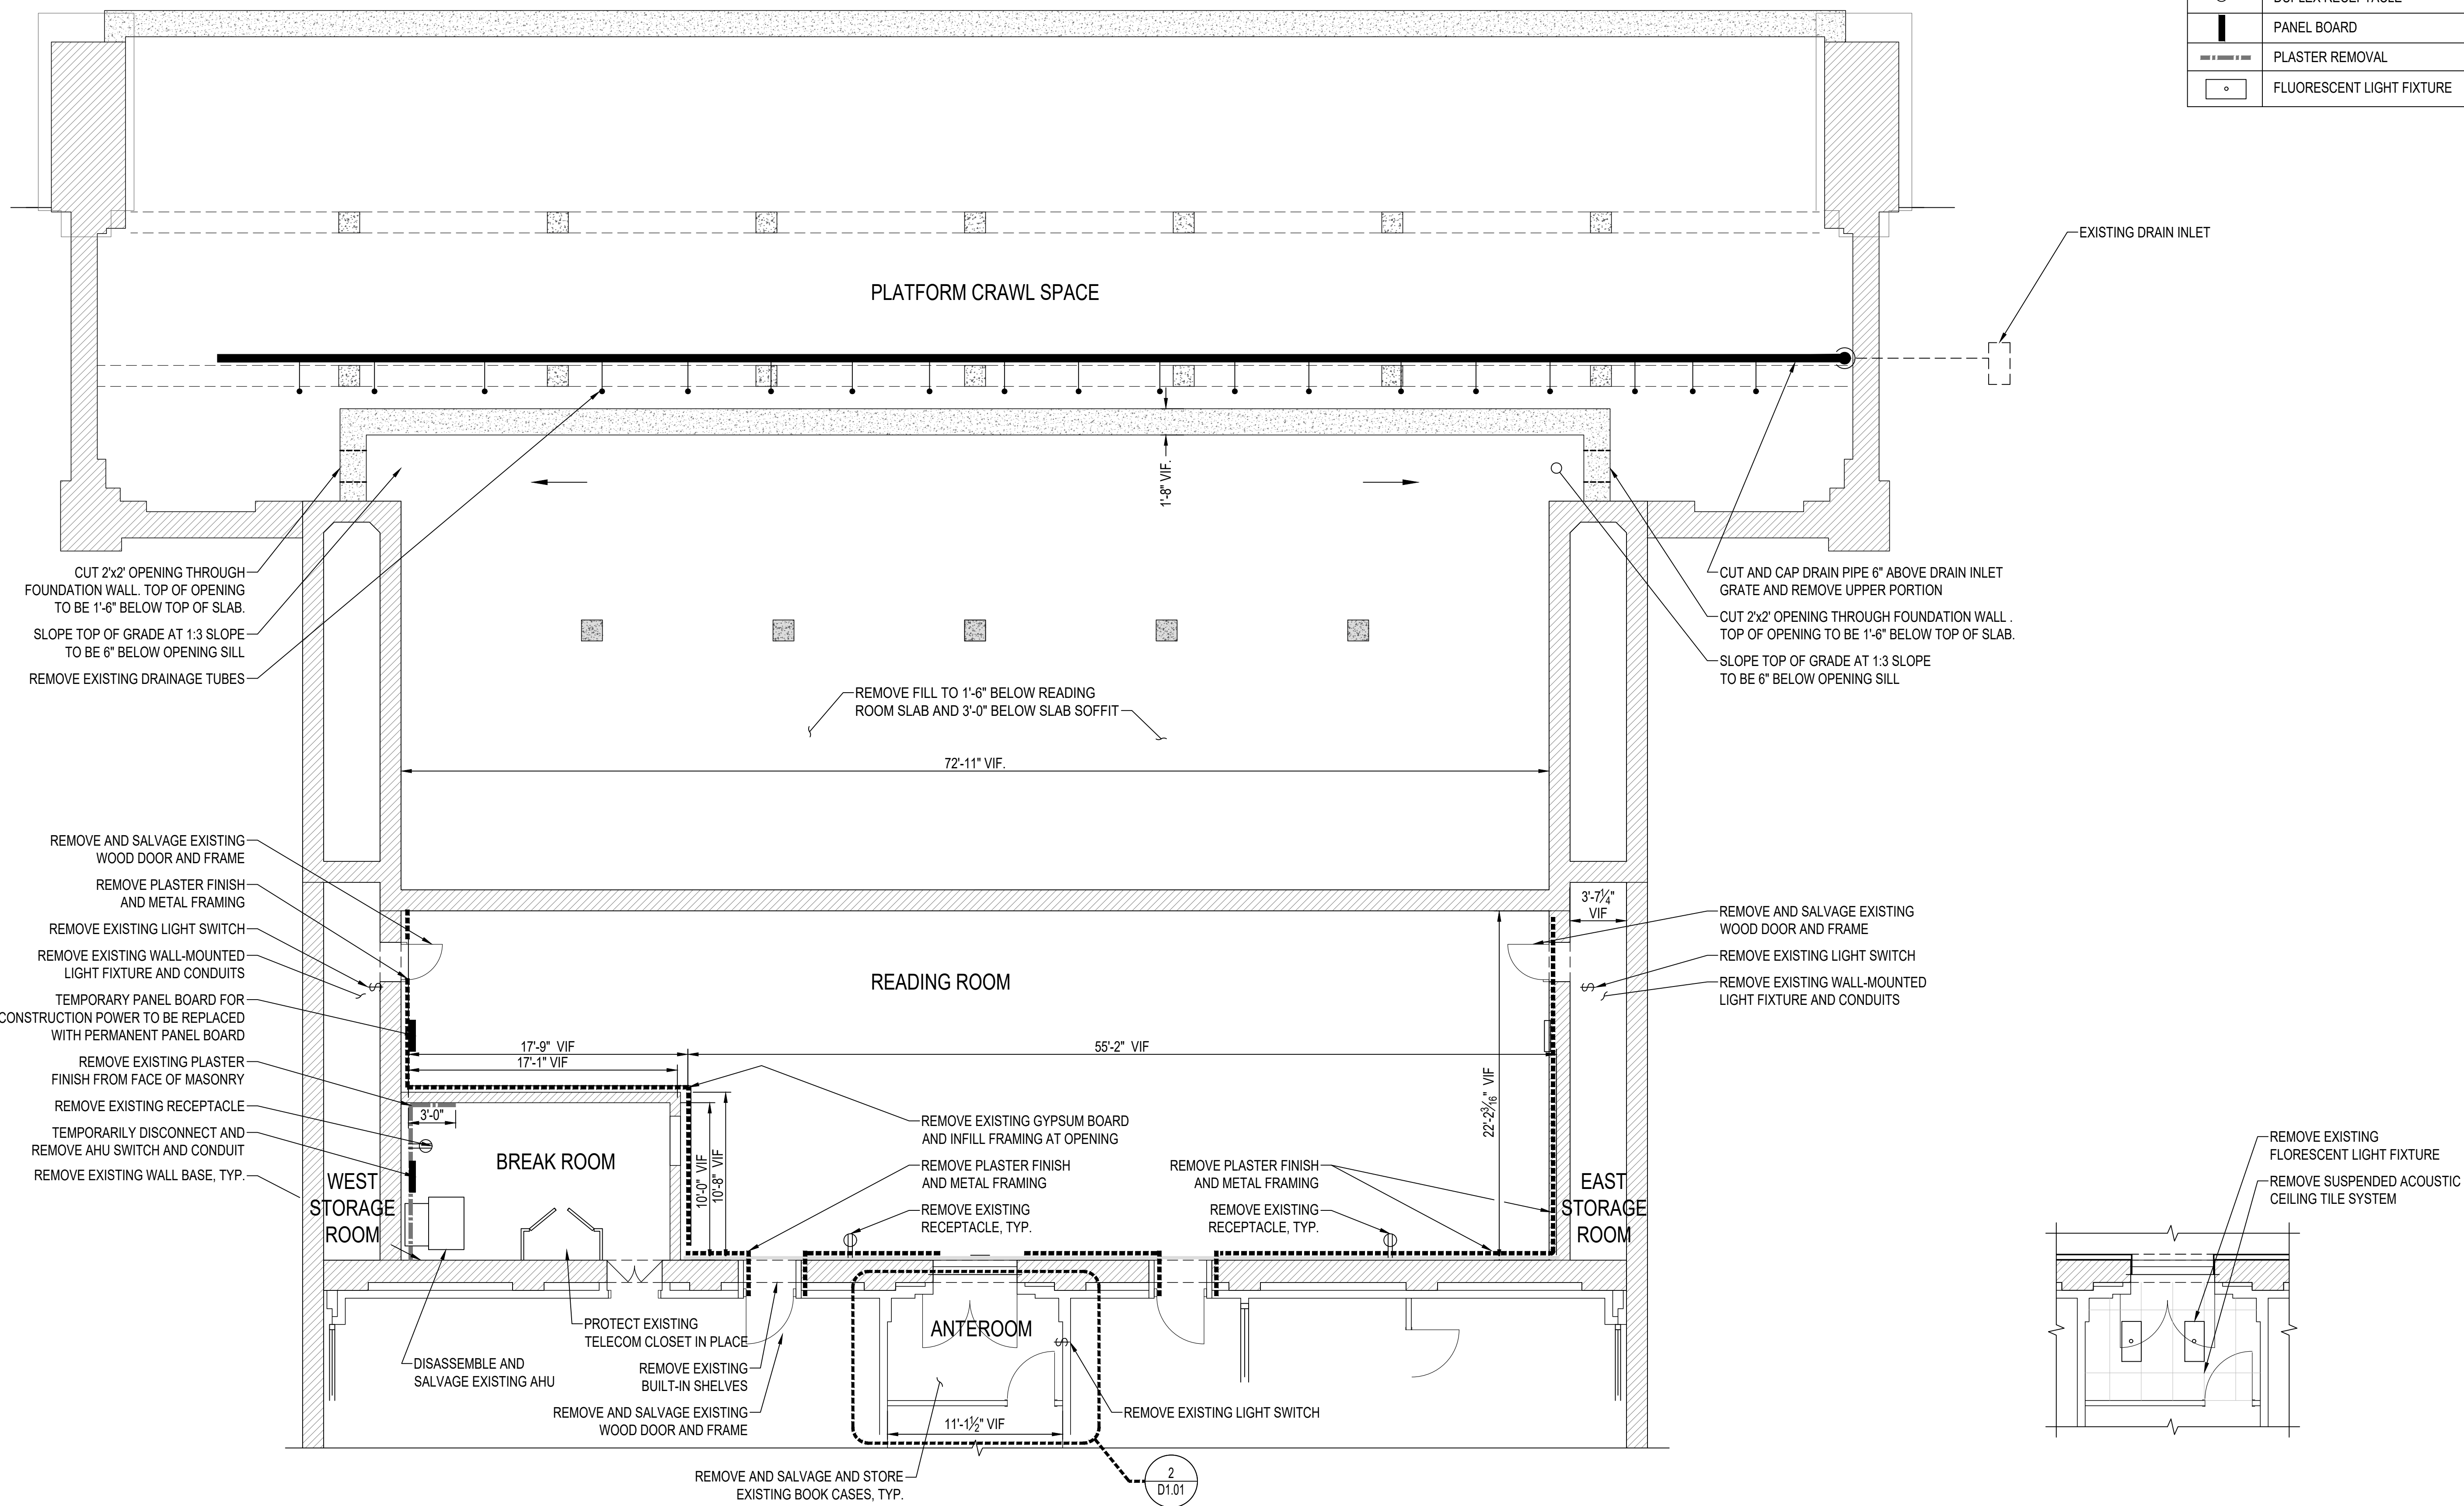 DUPLEX RECEPTACLE
PANEL BOARD
PLASTER REMOVAL
FLUORESCENT LIGHT FIXTURE
EXISTING DRAIN INLET
PLATFORM CRAWL SPACE
1'-8" VIF.
CUT 2'x2' OPENING THROUGH
FOUNDATION WALL. TOP OF OPENING
TO BE 1'-6" BELOW TOP OF SLAB.
SLOPE TOP OF GRADE AT 1:3 SLOPE
TO BE 6" BELOW OPENING SILL
REMOVE EXISTING DRAINAGE TUBES
CUT AND CAP DRAIN PIPE 6" ABOVE DRAIN INLET
GRATE AND REMOVE UPPER PORTION
CUT 2'x2' OPENING THROUGH FOUNDATION WALL .
TOP OF OPENING TO BE 1'-6" BELOW TOP OF SLAB.
SLOPE TOP OF GRADE AT 1:3 SLOPE
TO BE 6" BELOW OPENING SILL
REMOVE FILL TO 1'-6" BELOW READING
ROOM SLAB AND 3'-0" BELOW SLAB SOFFIT
72'-11" VIF.
REMOVE AND SALVAGE EXISTING
WOOD DOOR AND FRAME
REMOVE PLASTER FINISH
AND METAL FRAMING
REMOVE EXISTING LIGHT SWITCH
REMOVE EXISTING WALL-MOUNTED
LIGHT FIXTURE AND CONDUITS
TEMPORARY PANEL BOARD FOR
CONSTRUCTION POWER TO BE REPLACED
WITH PERMANENT PANEL BOARD
REMOVE EXISTING PLASTER
FINISH FROM FACE OF MASONRY
REMOVE EXISTING RECEPTACLE
TEMPORARILY DISCONNECT AND
REMOVE AHU SWITCH AND CONDUIT
REMOVE EXISTING WALL BASE, TYP.
3'-7¼"
VIF
REMOVE AND SALVAGE EXISTING
WOOD DOOR AND FRAME
REMOVE EXISTING LIGHT SWITCH
REMOVE EXISTING WALL-MOUNTED
LIGHT FIXTURE AND CONDUITS
READING ROOM
17'-9" VIF
17'-1" VIF
55'-2" VIF
22'-2³⁄₁₆" VIF
3'-0"
10'-0" VIF
10'-8" VIF
BREAK ROOM
WEST
STORAGE
ROOM
EAST
STORAGE
ROOM
REMOVE EXISTING GYPSUM BOARD
AND INFILL FRAMING AT OPENING
REMOVE PLASTER FINISH
AND METAL FRAMING
REMOVE EXISTING
RECEPTACLE, TYP.
REMOVE PLASTER FINISH
AND METAL FRAMING
REMOVE EXISTING
RECEPTACLE, TYP.
REMOVE EXISTING
FLORESCENT LIGHT FIXTURE
REMOVE SUSPENDED ACOUSTIC
CEILING TILE SYSTEM
ANTEROOM
PROTECT EXISTING
TELECOM CLOSET IN PLACE
DISASSEMBLE AND
SALVAGE EXISTING AHU
REMOVE EXISTING
BUILT-IN SHELVES
REMOVE AND SALVAGE EXISTING
WOOD DOOR AND FRAME
REMOVE EXISTING LIGHT SWITCH
11'-1½" VIF
REMOVE AND SALVAGE AND STORE
EXISTING BOOK CASES, TYP.
2
D1.01